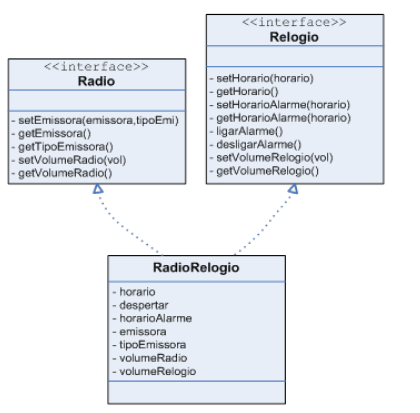 <<interface>>
Radio
- setEmissora(emissora,tipoEmi)
- getEmissora()
- getTipoEmissora()
- setVolumeRadio(vol)
- getVolumeRadio()
<<interface>>
Relogio
- setHorario(horario)
- getHorario()
- setHorarioAlarme(horario)
- getHorarioAlarme(horario)
- ligarAlarme()
- desligarAlarme()
- setVolumeRelogio(vol)
- getVolumeRelogio()
RadioRelogio
- horario
- despertar
- horarioAlarme
- emissora
- tipoEmissora
- volumeRadio
- volumeRelogio